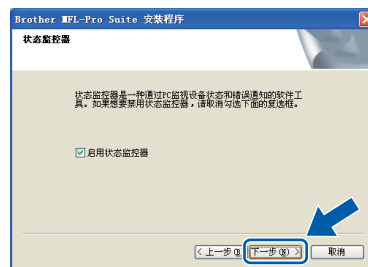 Brother MFL-Pro Suite 安装程序
状态监控器
状态监控器是一种通过PC监视设备状态和错误通知的软件工
具。如果想要禁用状态监控器，请取消勾选下面的复选框。
启用状态监控器
< 上一步(B) 下一步(N) > 取消